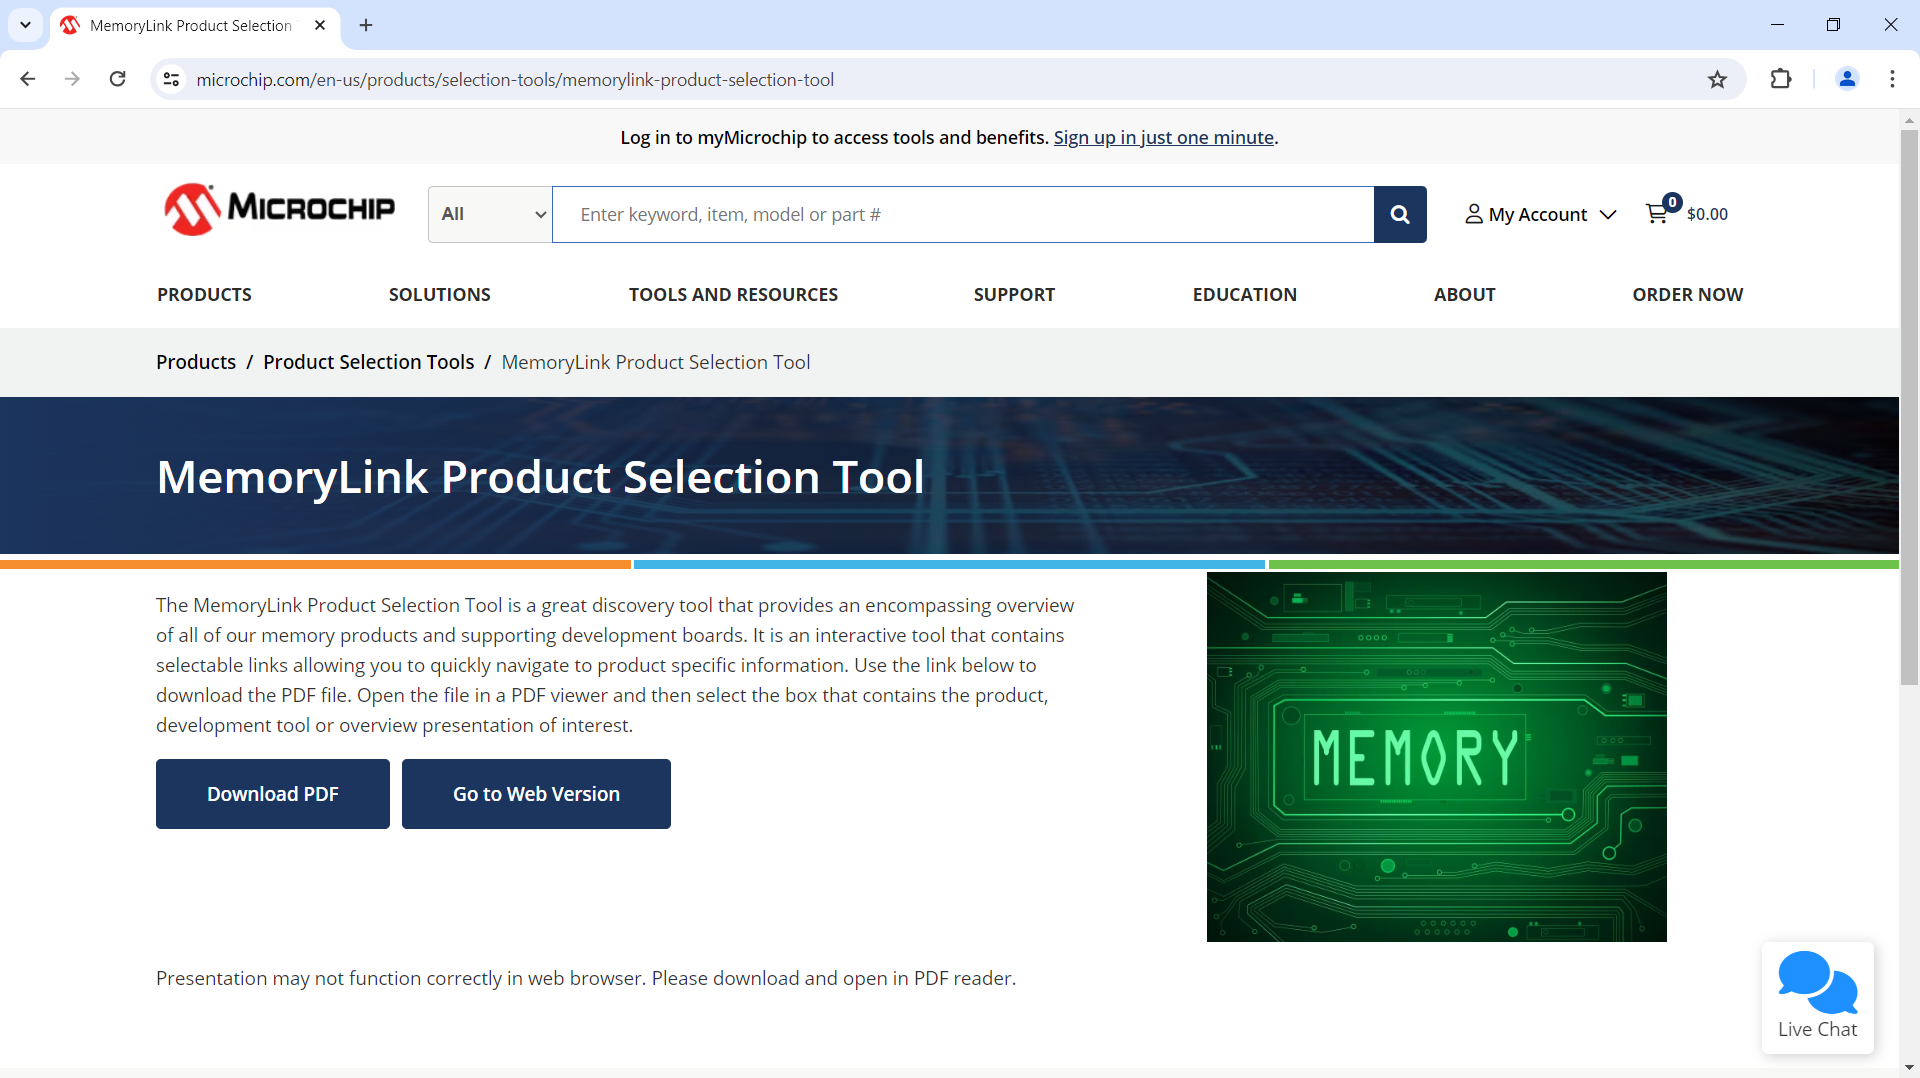 MemoryLink Product Selection
microchip.com/en-us/products/selection-tools/memorylink-product-selection-tool
Log in to myMicrochip to access tools and benefits. Sign up in just one minute.
MICROCHIP
All
Enter keyword, item, model or part #
My Account
0
$0.00
PRODUCTS
SOLUTIONS
TOOLS AND RESOURCES
SUPPORT
EDUCATION
ABOUT
ORDER NOW
Products / Product Selection Tools / MemoryLink Product Selection Tool
MemoryLink Product Selection Tool
The MemoryLink Product Selection Tool is a great discovery tool that provides an encompassing overview
of all of our memory products and supporting development boards. It is an interactive tool that contains
selectable links allowing you to quickly navigate to product specific information. Use the link below to
download the PDF file. Open the file in a PDF viewer and then select the box that contains the product,
development tool or overview presentation of interest.
Download PDF
Go to Web Version
MEMORY
Presentation may not function correctly in web browser. Please download and open in PDF reader.
Live Chat